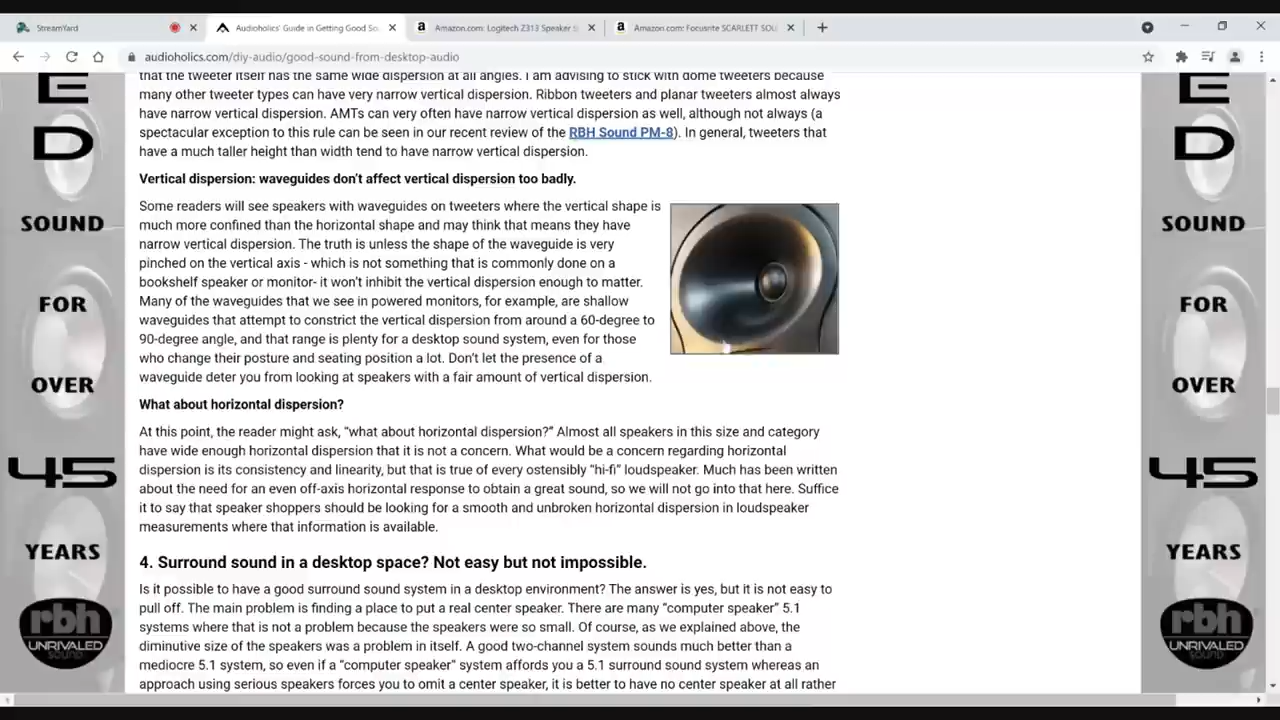 StreamYard
Audioholics' Guide in Getting Good So
Amazon.com: Logitech Z313 Speaker S
Amazon.com: Focusrite SCARLETT SOL
audioholics.com/diy-audio/good-sound-from-desktop-audio
that the tweeter itself has the same wide dispersion at all angles. I am advising to stick with dome tweeters because
many other tweeter types can have very narrow vertical dispersion. Ribbon tweeters and planar tweeters almost always
have narrow vertical dispersion. AMTs can very often have narrow vertical dispersion as well, although not always (a
spectacular exception to this rule can be seen in our recent review of the RBH Sound PM-8). In general, tweeters that
have a much taller height than width tend to have narrow vertical dispersion.
Vertical dispersion: waveguides don't affect vertical dispersion too badly.
Some readers will see speakers with waveguides on tweeters where the vertical shape is
much more confined than the horizontal shape and may think that means they have
narrow vertical dispersion. The truth is unless the shape of the waveguide is very
pinched on the vertical axis - which is not something that is commonly done on a
bookshelf speaker or monitor- it won't inhibit the vertical dispersion enough to matter.
Many of the waveguides that we see in powered monitors, for example, are shallow
waveguides that attempt to constrict the vertical dispersion from around a 60-degree to
90-degree angle, and that range is plenty for a desktop sound system, even for those
who change their posture and seating position a lot. Don't let the presence of a
waveguide deter you from looking at speakers with a fair amount of vertical dispersion.
What about horizontal dispersion?
At this point, the reader might ask, “what about horizontal dispersion?” Almost all speakers in this size and category
have wide enough horizontal dispersion that it is not a concern. What would be a concern regarding horizontal
dispersion is its consistency and linearity, but that is true of every ostensibly “hi-fi” loudspeaker. Much has been written
about the need for an even off-axis horizontal response to obtain a great sound, so we will not go into that here. Suffice
it to say that speaker shoppers should be looking for a smooth and unbroken horizontal dispersion in loudspeaker
measurements where that information is available.
4. Surround sound in a desktop space? Not easy but not impossible.
Is it possible to have a good surround sound system in a desktop environment? The answer is yes, but it is not easy to
pull off. The main problem is finding a place to put a real center speaker. There are many “computer speaker” 5.1
systems where that is not a problem because the speakers were so small. Of course, as we explained above, the
diminutive size of the speakers was a problem in itself. A good two-channel system sounds much better than a
mediocre 5.1 system, so even if a “computer speaker” system affords you a 5.1 surround sound system whereas an
approach using serious speakers forces you to omit a center speaker, it is better to have no center speaker at all rather
E
D
SOUND
FOR
OVER
45
YEARS
rbh
UNRIVALED
sound
E
D
SOUND
FOR
OVER
45
YEARS
rbh
UNRIVALED
sound